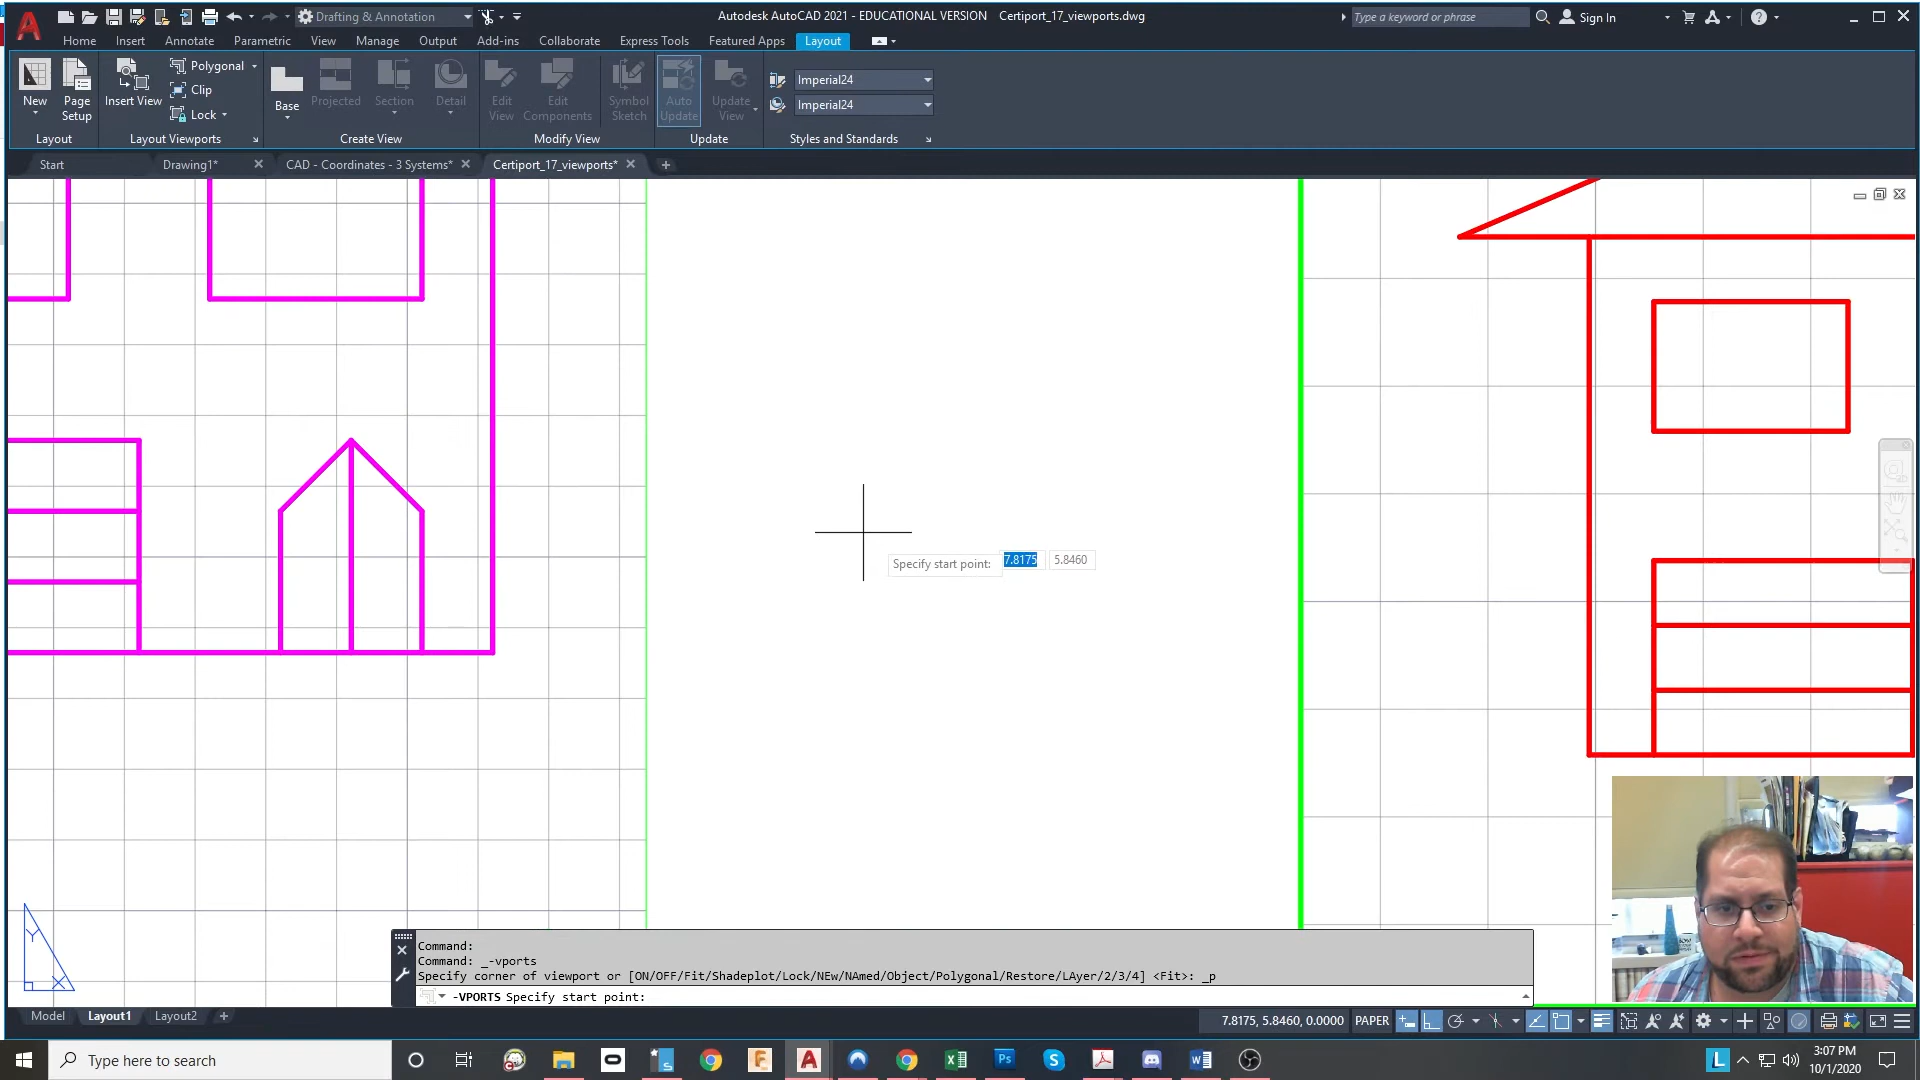 Drafting & Annotation
Autodesk AutoCAD 2021 - EDUCATIONAL VERSION Certiport_17_viewports.dwg
Type a keyword or phrase
Sign In
Home Insert Annotate Parametric View Manage Output Add-ins Collaborate Express Tools Featured Apps Layout
Polygonal
Clip
Lock
New
Page Setup
Insert View
Base
Projected
Section
Detail
Edit View
Edit Components
Symbol Sketch
Auto Update
Update View
Imperial24
Imperial24
Layout Layout Viewports Create View Modify View Update Styles and Standards
Start Drawing1* CAD - Coordinates - 3 Systems* Certiport_17_viewports*
Specify start point: 7.8175 5.8460
Y
X
Command:
Command: _-vports
Specify corner of viewport or [ON/OFF/Fit/Shadeplot/Lock/NEw/NAmed/Object/Polygonal/Restore/LAyer/2/3/4] <Fit>: _p
-VPORTS Specify start point:
Model Layout1 Layout2
7.8175, 5.8460, 0.0000 PAPER
Type here to search
3:07 PM
10/1/2020